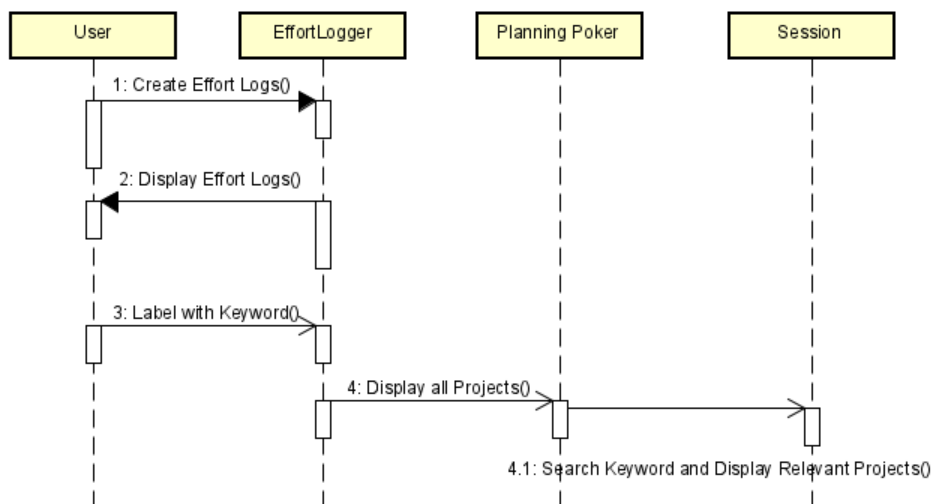 User
EffortLogger
Planning Poker
Session
1: Create Effort Logs()
2: Display Effort Logs()
3: Label with Keyword()
4: Display all Projects()
4.1: Search Keyword and Display Relevant Projects()